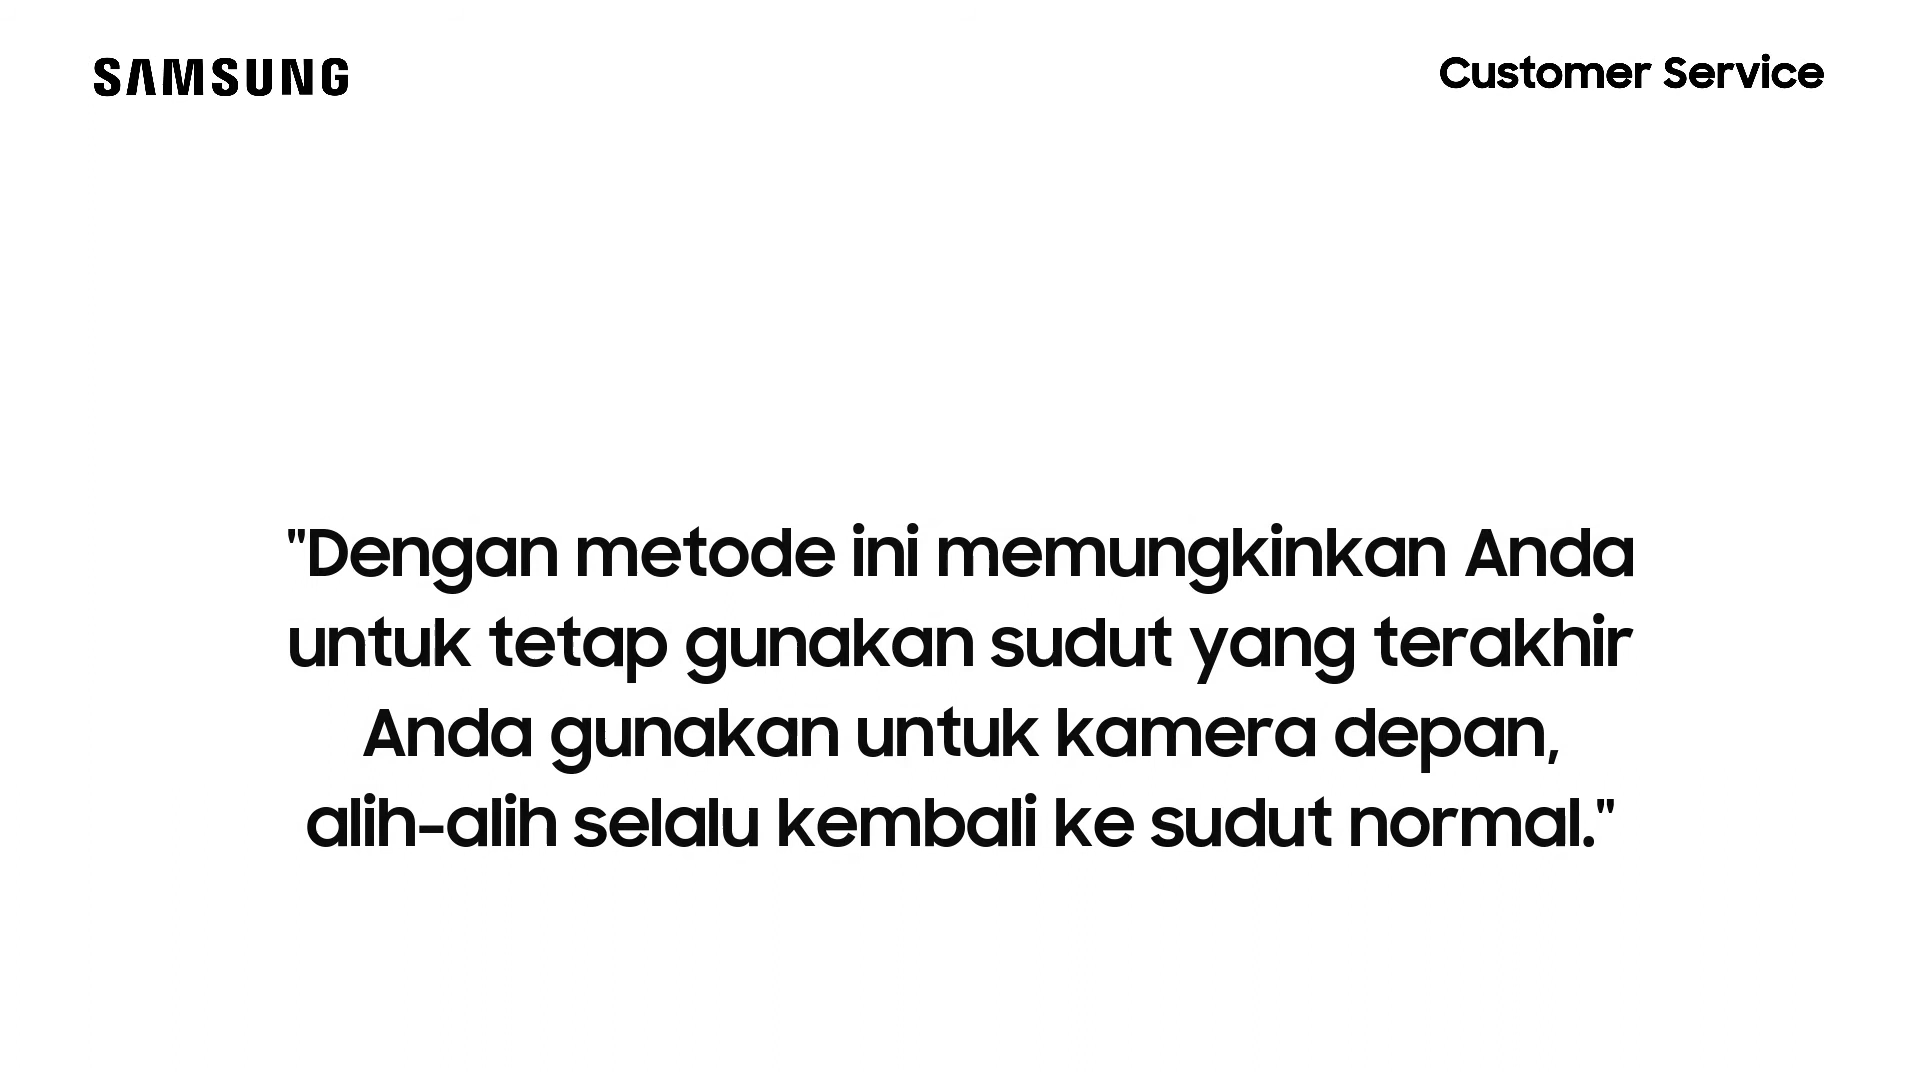 SAMSUNG
Customer Service
"Dengan metode ini memungkinkan Anda
untuk tetap gunakan sudut yang terakhir
Anda gunakan untuk kamera depan,
alih-alih selalu kembali ke sudut normal."